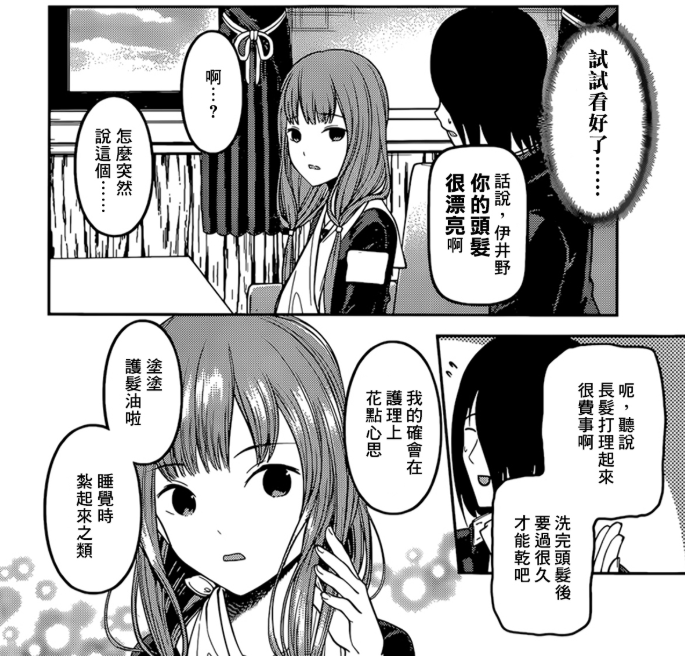 試試看好了……
話說，伊井野
你的頭髮
很漂亮啊
啊…？
怎麼突然
說這個……
呃，聽說
長髮打理起來
很費事啊
洗完頭髮後
要過很久
才能乾吧
我的確會在
護理上
花點心思
塗塗
護髮油啦
睡覺時
紮起來之類